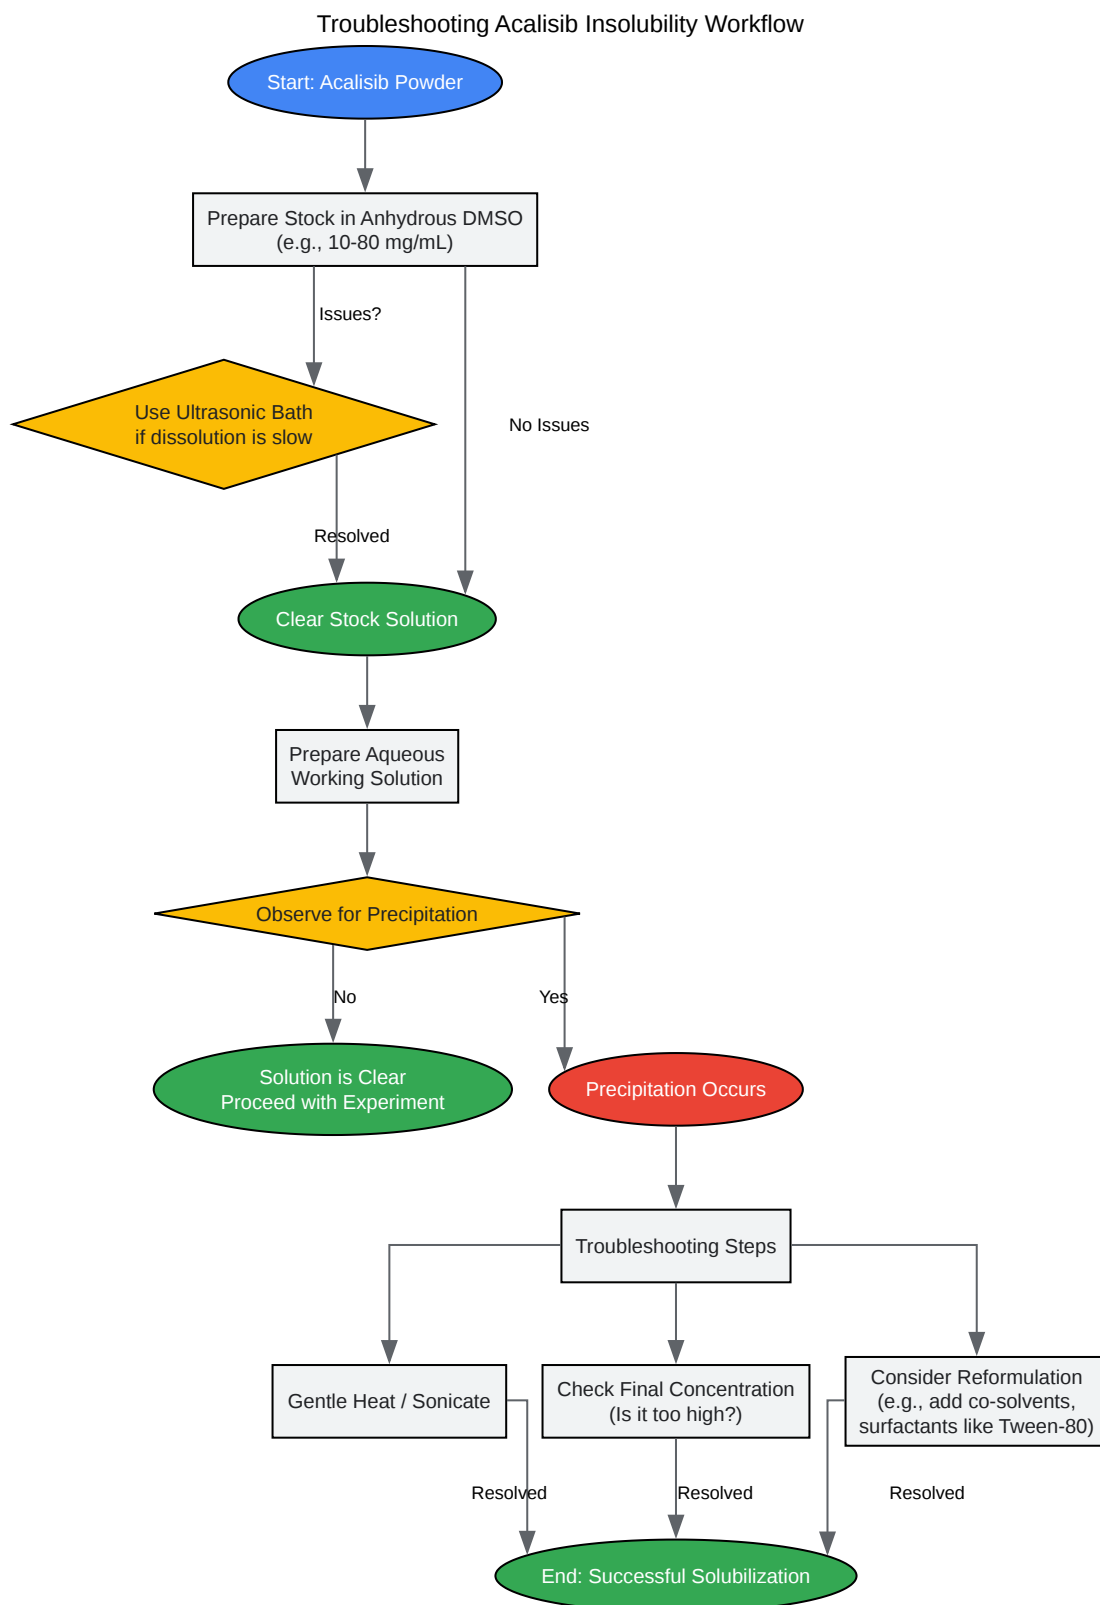 Troubleshooting Acalisib Insolubility Workflow
Start: Acalisib Powder
Prepare Stock in Anhydrous DMSO
(e.g., 10-80 mg/mL)
Issues?
Use Ultrasonic Bath
if dissolution is slow
No Issues
Resolved
Clear Stock Solution
Prepare Aqueous
Working Solution
Observe for Precipitation
No
Yes
Solution is Clear
Proceed with Experiment
Precipitation Occurs
Troubleshooting Steps
Gentle Heat / Sonicate
Check Final Concentration
(Is it too high?)
Consider Reformulation
(e.g., add co-solvents,
surfactants like Tween-80)
Resolved
Resolved
Resolved
End: Successful Solubilization